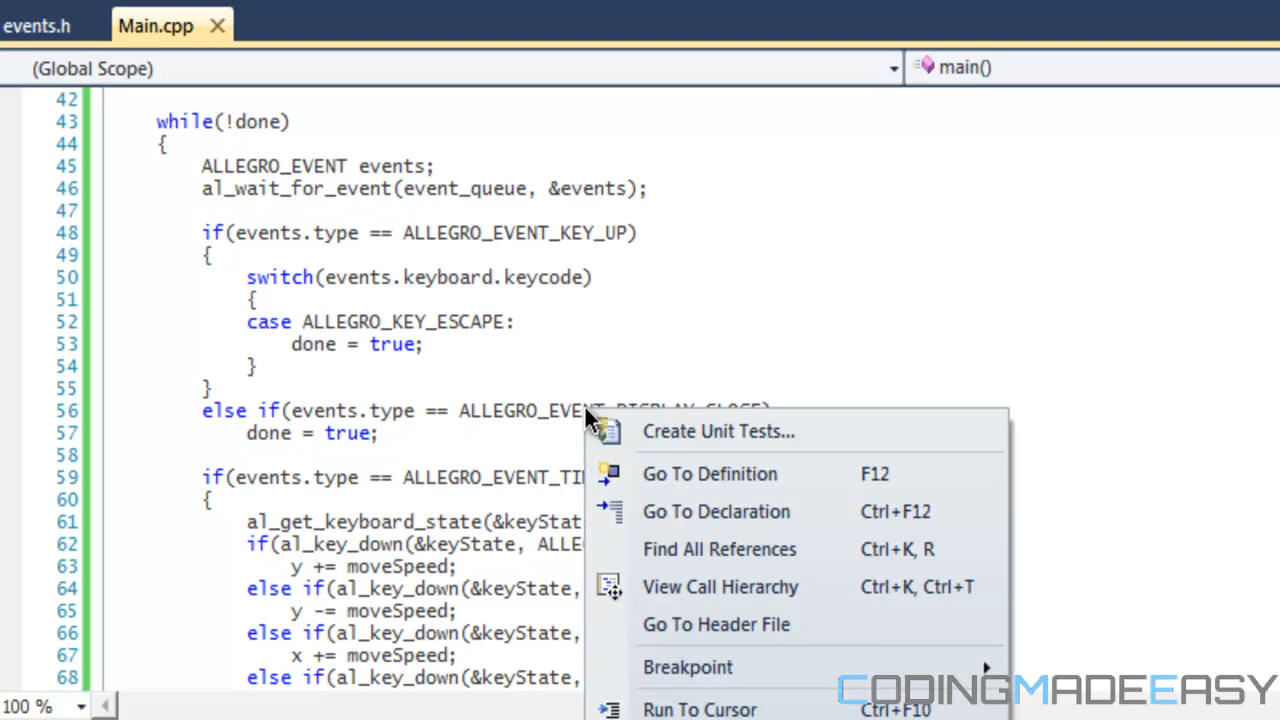 events.h
Main.cpp
(Global Scope)
main()
42
43 while(!done)
44 {
45 ALLEGRO_EVENT events;
46 al_wait_for_event(event_queue, &events);
47
48 if(events.type == ALLEGRO_EVENT_KEY_UP)
49 {
50 switch(events.keyboard.keycode)
51 {
52 case ALLEGRO_KEY_ESCAPE:
53 done = true;
54 }
55 }
56 else if(events.type == ALLEGRO_EVENT_DISPLAY_CLOSE)
57 done = true;
58
59 if(events.type == ALLEGRO_EVENT_TI
60 {
61 al_get_keyboard_state(&keyStat
62 if(al_key_down(&keyState, ALLE
63 y += moveSpeed;
64 else if(al_key_down(&keyState,
65 y -= moveSpeed;
66 else if(al_key_down(&keyState,
67 x += moveSpeed;
68 else if(al_key_down(&keyState,
Create Unit Tests...
Go To Definition F12
Go To Declaration Ctrl+F12
Find All References Ctrl+K, R
View Call Hierarchy Ctrl+K, Ctrl+T
Go To Header File
Breakpoint
Run To Cursor Ctrl+F10
100 %
CODINGMADEEASY